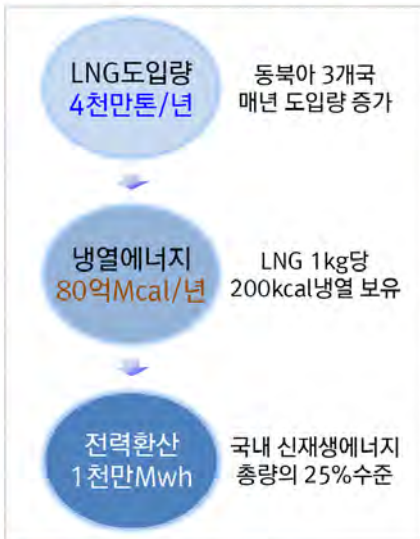 LNG도입량
4천만톤/년
동북아 3개국
매년 도입량 증가
냉열에너지
80억Mcal/년
LNG 1kg당
200kcal냉열 보유
전력환산
1천만Mwh
국내 신재생에너지
총량의 25%수준